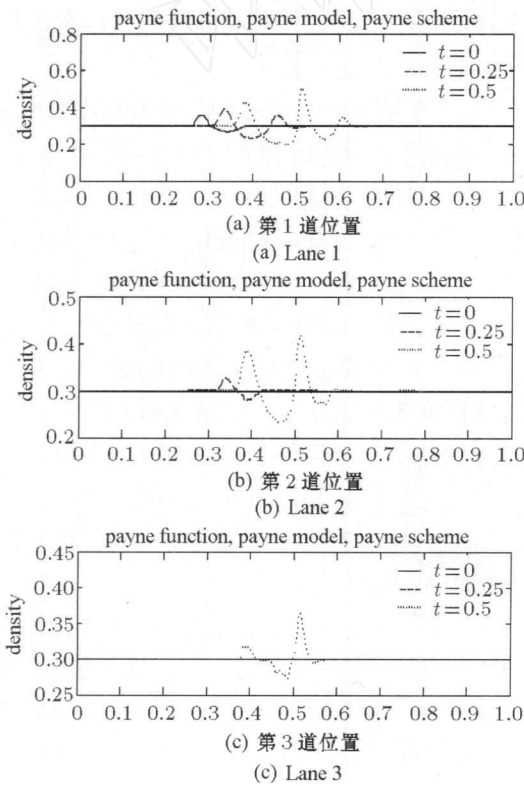 payne function, payne model, payne scheme
0.8
0.6
0.4
0.2
0
density
t=0
t=0.25
t=0.5
0 0.1 0.2 0.3 0.4 0.5 0.6 0.7 0.8 0.9 1.0
(a) 第1道位置
(a) Lane 1
payne function, payne model, payne scheme
0.5
0.4
0.3
0.2
density
t=0
t=0.25
t=0.5
0 0.1 0.2 0.3 0.4 0.5 0.6 0.7 0.8 0.9 1.0
(b) 第2道位置
(b) Lane 2
payne function, payne model, payne scheme
0.45
0.40
0.35
0.30
0.25
density
t=0
t=0.25
t=0.5
0 0.1 0.2 0.3 0.4 0.5 0.6 0.7 0.8 0.9 1.0
(c) 第3道位置
(c) Lane 3